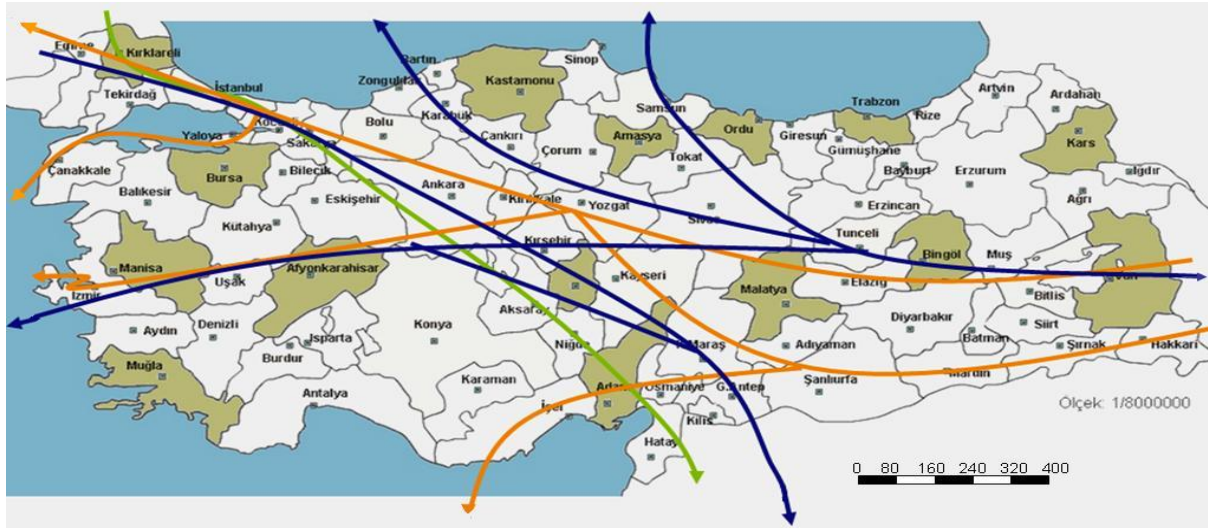 Kırklareli
Tekirdağ
İstanbul
Yaloya
Sakarya
Zonguldak
Bartın
Karabük
Kastamonu
Sinop
Samsun
Bolu
Çankırı
Çorum
Amasya
Tokat
Ordu
Giresun
Trabzon
Rize
Artvin
Ardahan
Kars
Gümüşhane
Bayburt
Erzurum
Iğdır
Ağrı
Çanakkale
Balıkesir
Bursa
Bilecik
Eskişehir
Ankara
Kırıkkale
Yozgat
Sivas
Erzincan
Tunceli
Bingöl
Muş
Van
Bitlis
Kütahya
Manisa
İzmir
Uşak
Afyonkarahisar
Kırşehir
Kayseri
Malatya
Elazığ
Diyarbakır
Batman
Siirt
Şırnak
Hakkari
Mardin
Aydın
Denizli
Burdur
Isparta
Konya
Aksaray
Niğde
K.Maraş
Adıyaman
Şanlıurfa
Muğla
Antalya
Karaman
İçel
Adana
Osmaniye
G.Antep
Kilis
Hatay
Ölçek: 1/8000000
0 80 160 240 320 400